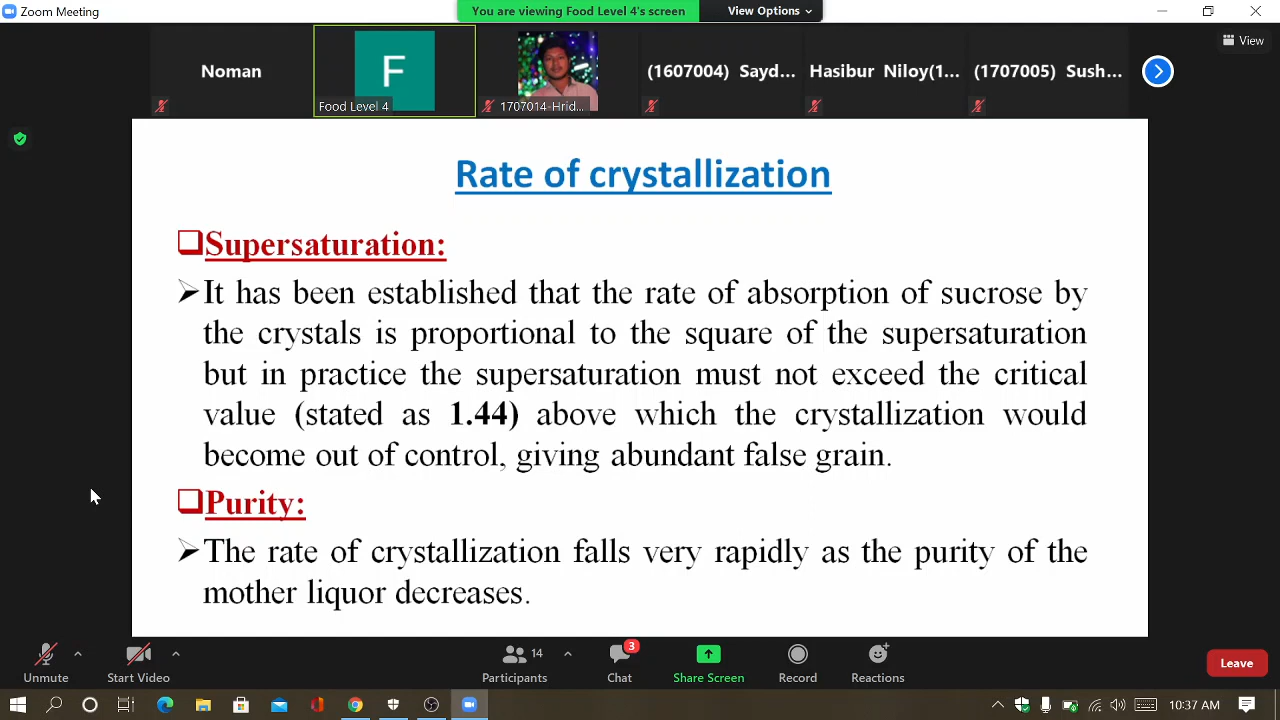 Zoom Meeting
You are viewing Food Level 4's screen
View Options
View
Noman
F
Food Level 4
1707014-Hrid...
(1607004) Sayd...
Hasibur Niloy(1...
(1707005) Sush...
Rate of crystallization
Supersaturation:
It has been established that the rate of absorption of sucrose by
the crystals is proportional to the square of the supersaturation
but in practice the supersaturation must not exceed the critical
value (stated as 1.44) above which the crystallization would
become out of control, giving abundant false grain.
Purity:
The rate of crystallization falls very rapidly as the purity of the
mother liquor decreases.
Unmute
Start Video
14
Participants
3
Chat
Share Screen
Record
Reactions
Leave
10:37 AM